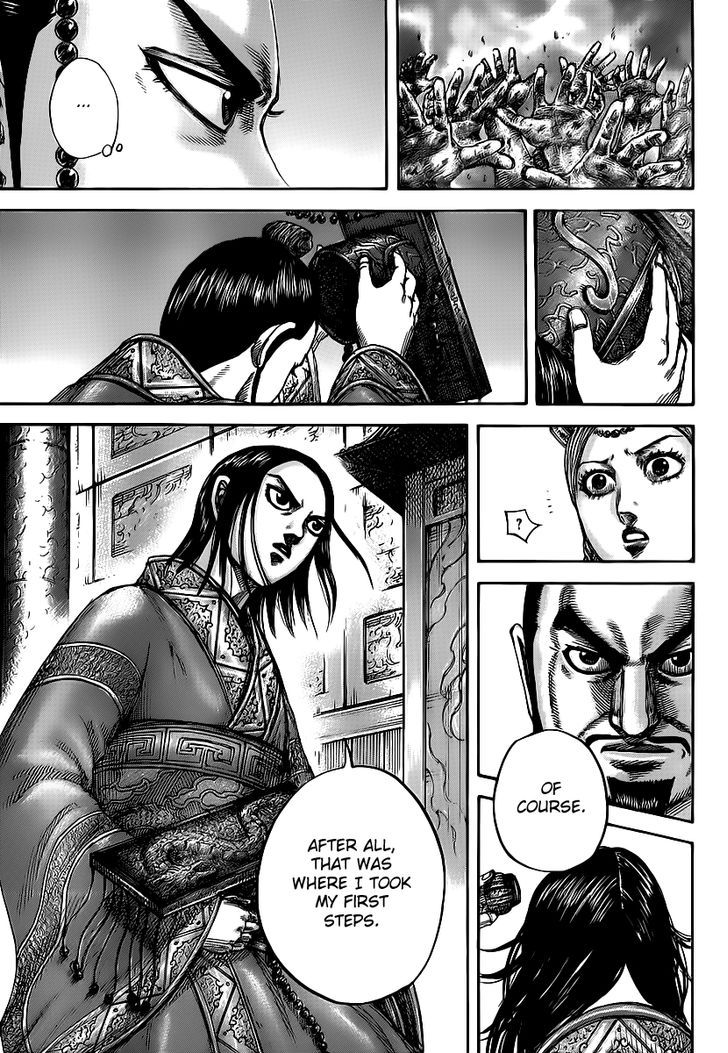 ...
?
OF
COURSE.
AFTER ALL,
THAT WAS
WHERE I TOOK
MY FIRST
STEPS.